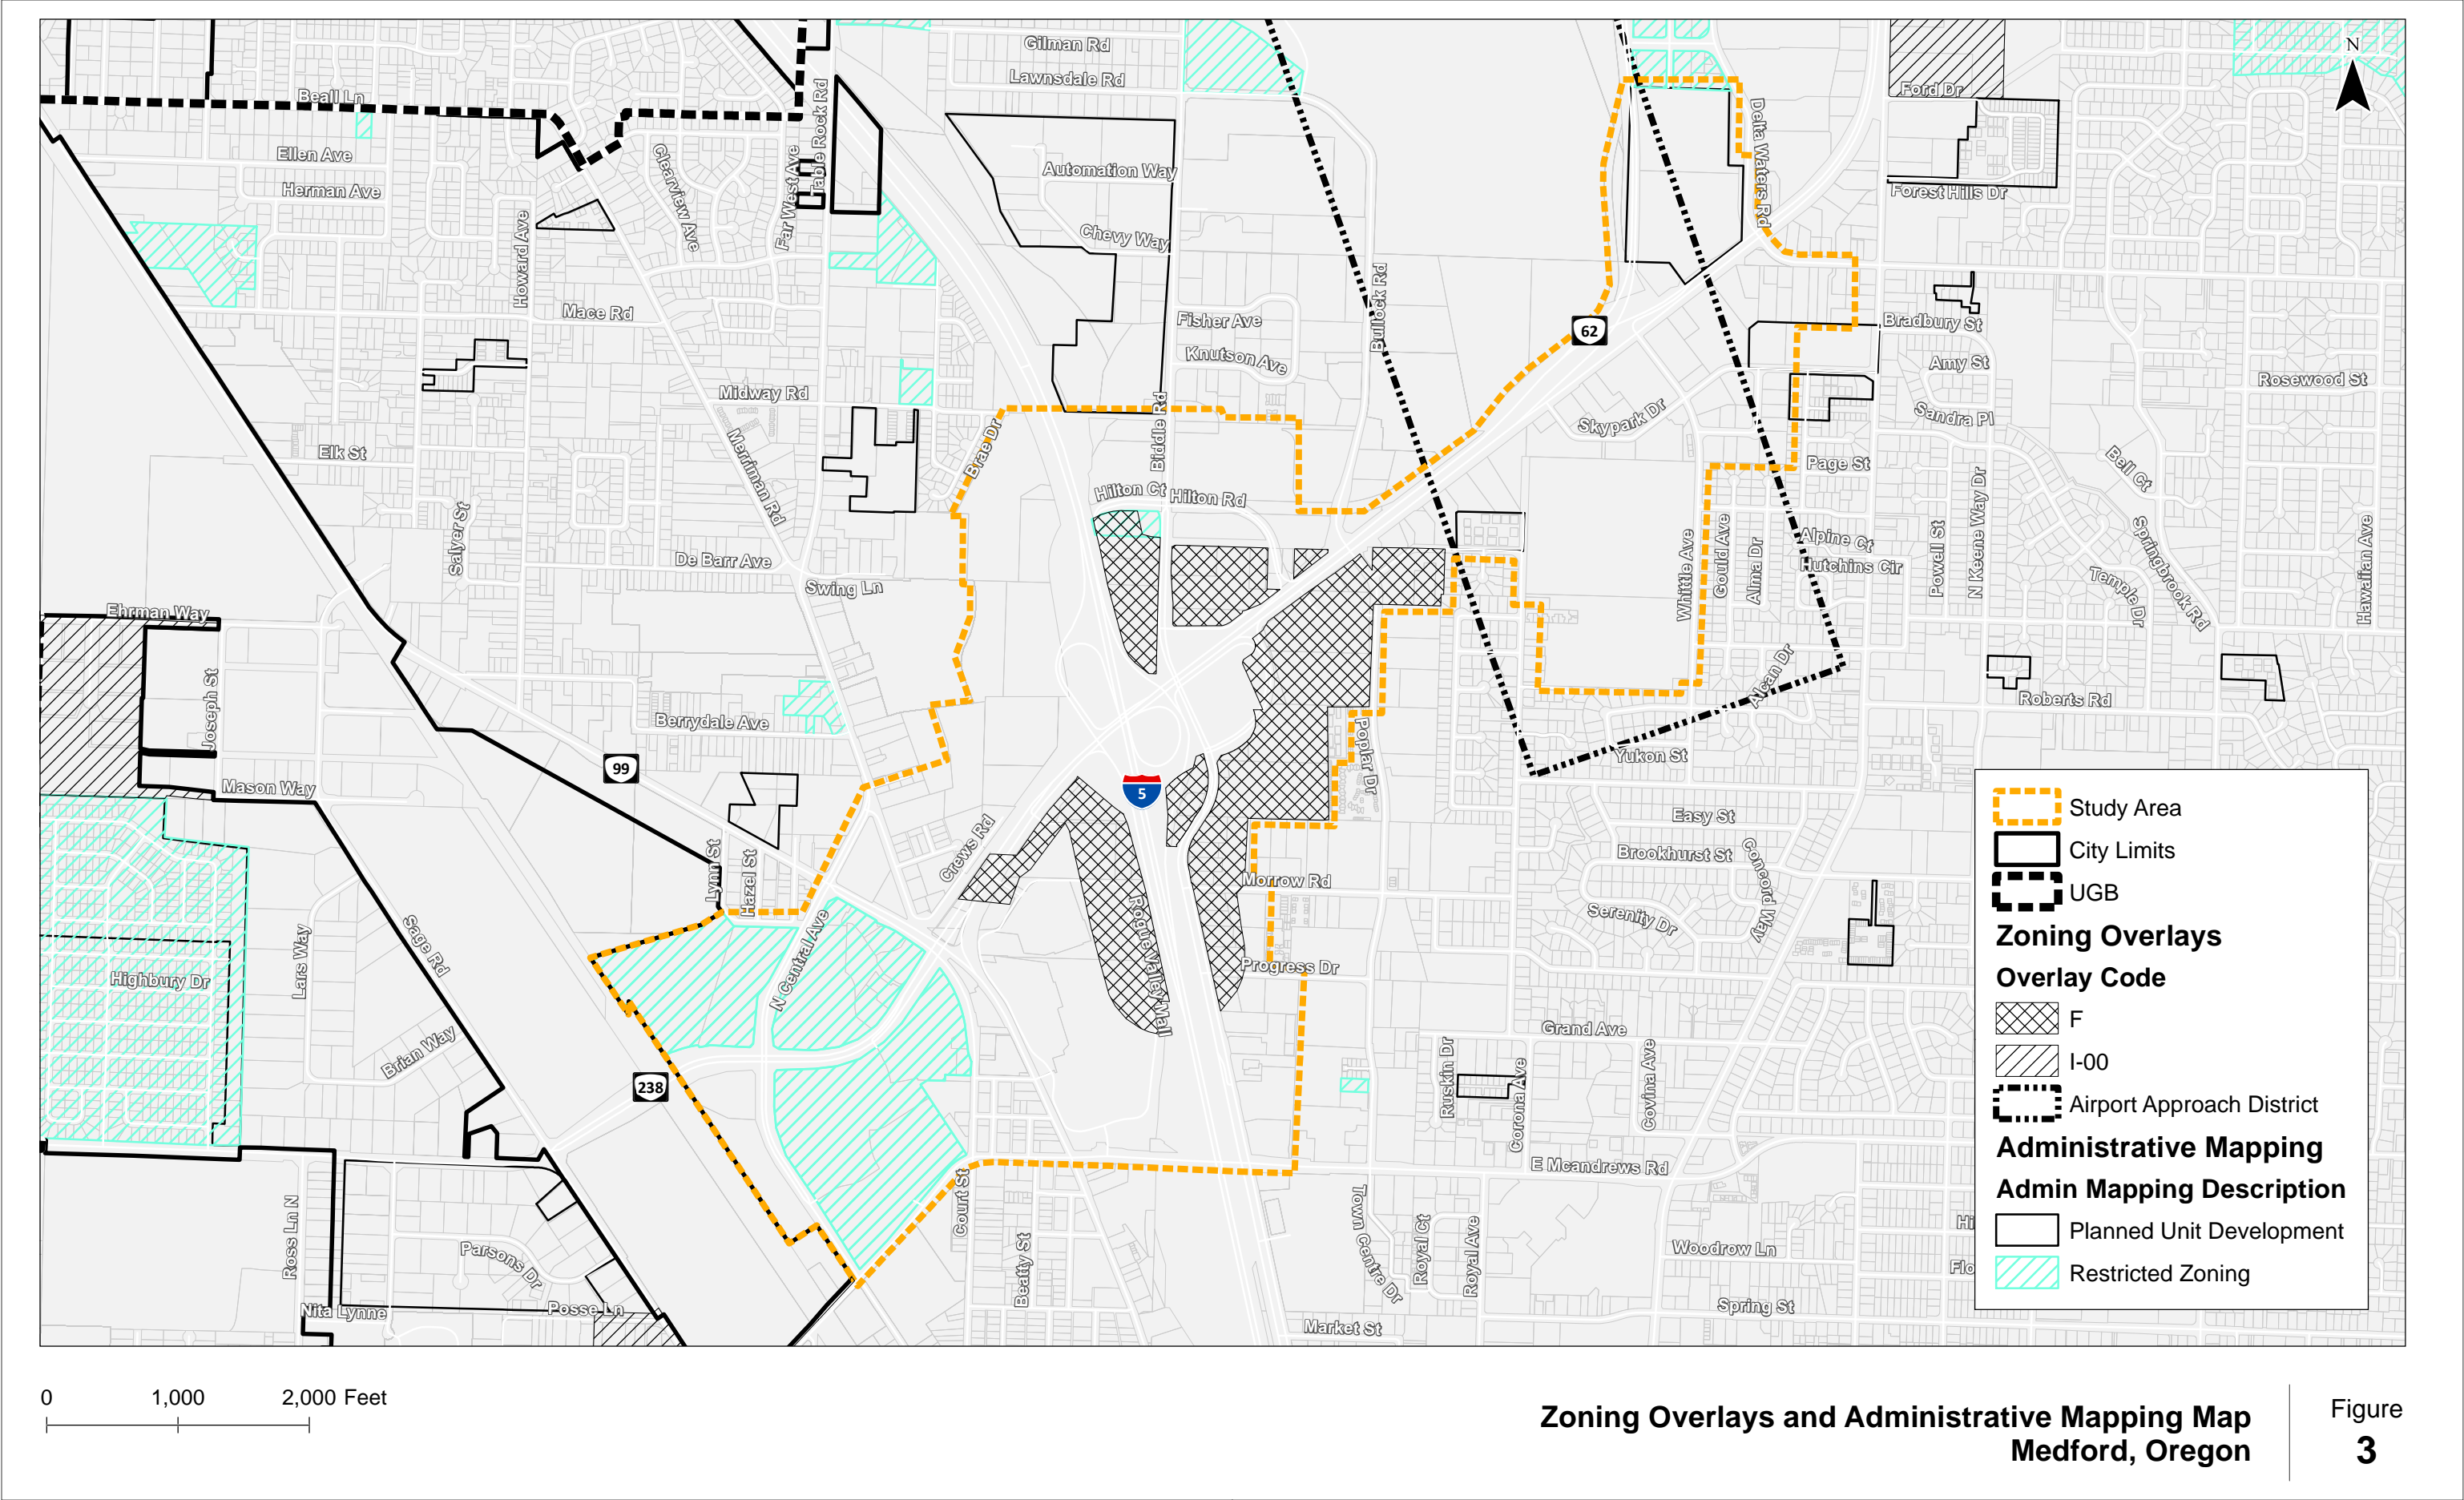 Gilman Rd
N
Lawnsdale Rd
Ford Dr
Beall Ln
Table Rock Rd
Delta Waters Rd
Ellen Ave
Clearview Ave
Far West Ave
Automation Way
Herman Ave
Forest Hills Dr
Howard Ave
Chevy Way
Bullock Rd
Mace Rd
Fisher Ave
62
Bradbury St
Knutson Ave
Amy St
Rosewood St
Midway Rd
Biddle Rd
Skypark Dr
Sandra Pl
Brae Dr
Merriman Rd
Elk St
Page St
Bell Ct
Hilton Ct
Hilton Rd
N Keene Way Dr
Salyer St
Whittle Ave
Gould Ave
Alma Dr
Alpine Ct
Powell St
Springbrook Rd
Hawaiian Ave
De Barr Ave
Swing Ln
Hutchins Cir
Temple Dr
Ehrman Way
Joseph St
Alcan Dr
Roberts Rd
Berrydale Ave
Poplar Dr
Yukon St
99
Mason Way
5
Easy St
Crews Rd
Brookhurst St
Concord Way
Lynn St
Hazel St
Morrow Rd
Rogue Valley Mall
Serenity Dr
Sage Rd
N Central Ave
Lars Way
Highbury Dr
Progress Dr
Grand Ave
Brian Way
238
Ruskin Dr
Corona Ave
Covina Ave
E Mcandrews Rd
Court St
Ross Ln N
Town Centre Dr
Royal Ct
Royal Ave
Beatty St
Parsons Dr
Woodrow Ln
Hi
Flo
Nita Lynne
Posse Ln
Spring St
Market St
Study Area
City Limits
UGB
Zoning Overlays
Overlay Code
F
I-00
Airport Approach District
Administrative Mapping
Admin Mapping Description
Planned Unit Development
Restricted Zoning
0 1,000 2,000 Feet
Zoning Overlays and Administrative Mapping Map
Medford, Oregon
Figure
3